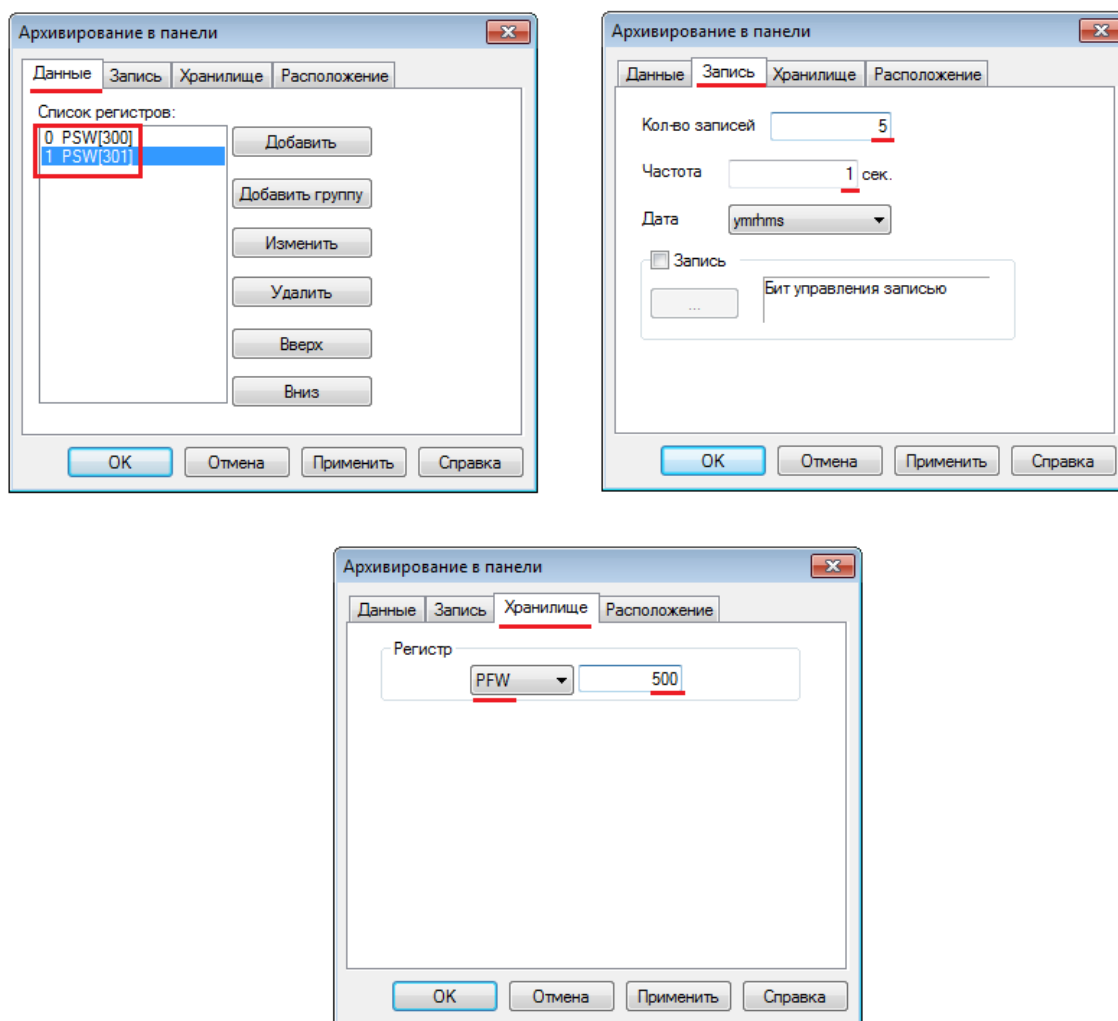 Архивирование в панели
Данные Запись Хранилище Расположение
Список регистров:
0 PSW[300]
1 PSW[301]
Добавить
Добавить группу
Изменить
Удалить
Вверх
Вниз
OK Отмена Применить Справка
Архивирование в панели
Данные Запись Хранилище Расположение
Кол-во записей 5
Частота 1 сек.
Дата ymrhms
Запись
... Бит управления записью
OK Отмена Применить Справка
Архивирование в панели
Данные Запись Хранилище Расположение
Регистр
PFW 500
OK Отмена Применить Справка